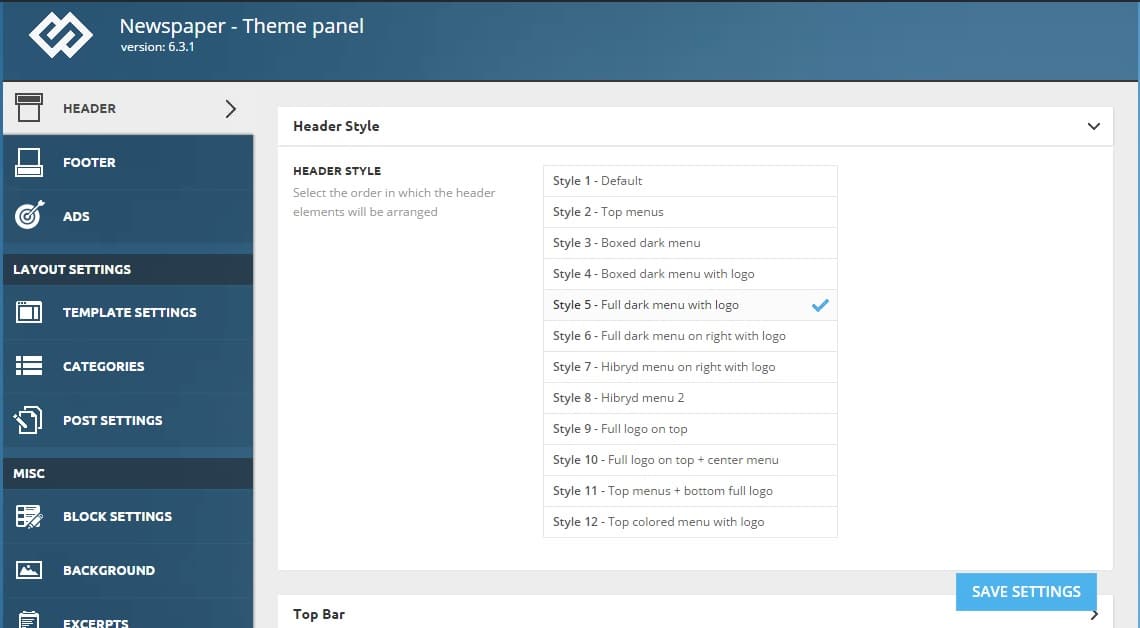 Newspaper - Theme panel
version: 6.3.1
HEADER
FOOTER
ADS
LAYOUT SETTINGS
TEMPLATE SETTINGS
CATEGORIES
POST SETTINGS
MISC
BLOCK SETTINGS
BACKGROUND
EXCERPTS
Header Style
HEADER STYLE
Select the order in which the header
elements will be arranged
Style 1 - Default
Style 2 - Top menus
Style 3 - Boxed dark menu
Style 4 - Boxed dark menu with logo
Style 5 - Full dark menu with logo
Style 6 - Full dark menu on right with logo
Style 7 - Hibryd menu on right with logo
Style 8 - Hibryd menu 2
Style 9 - Full logo on top
Style 10 - Full logo on top + center menu
Style 11 - Top menus + bottom full logo
Style 12 - Top colored menu with logo
SAVE SETTINGS
Top Bar